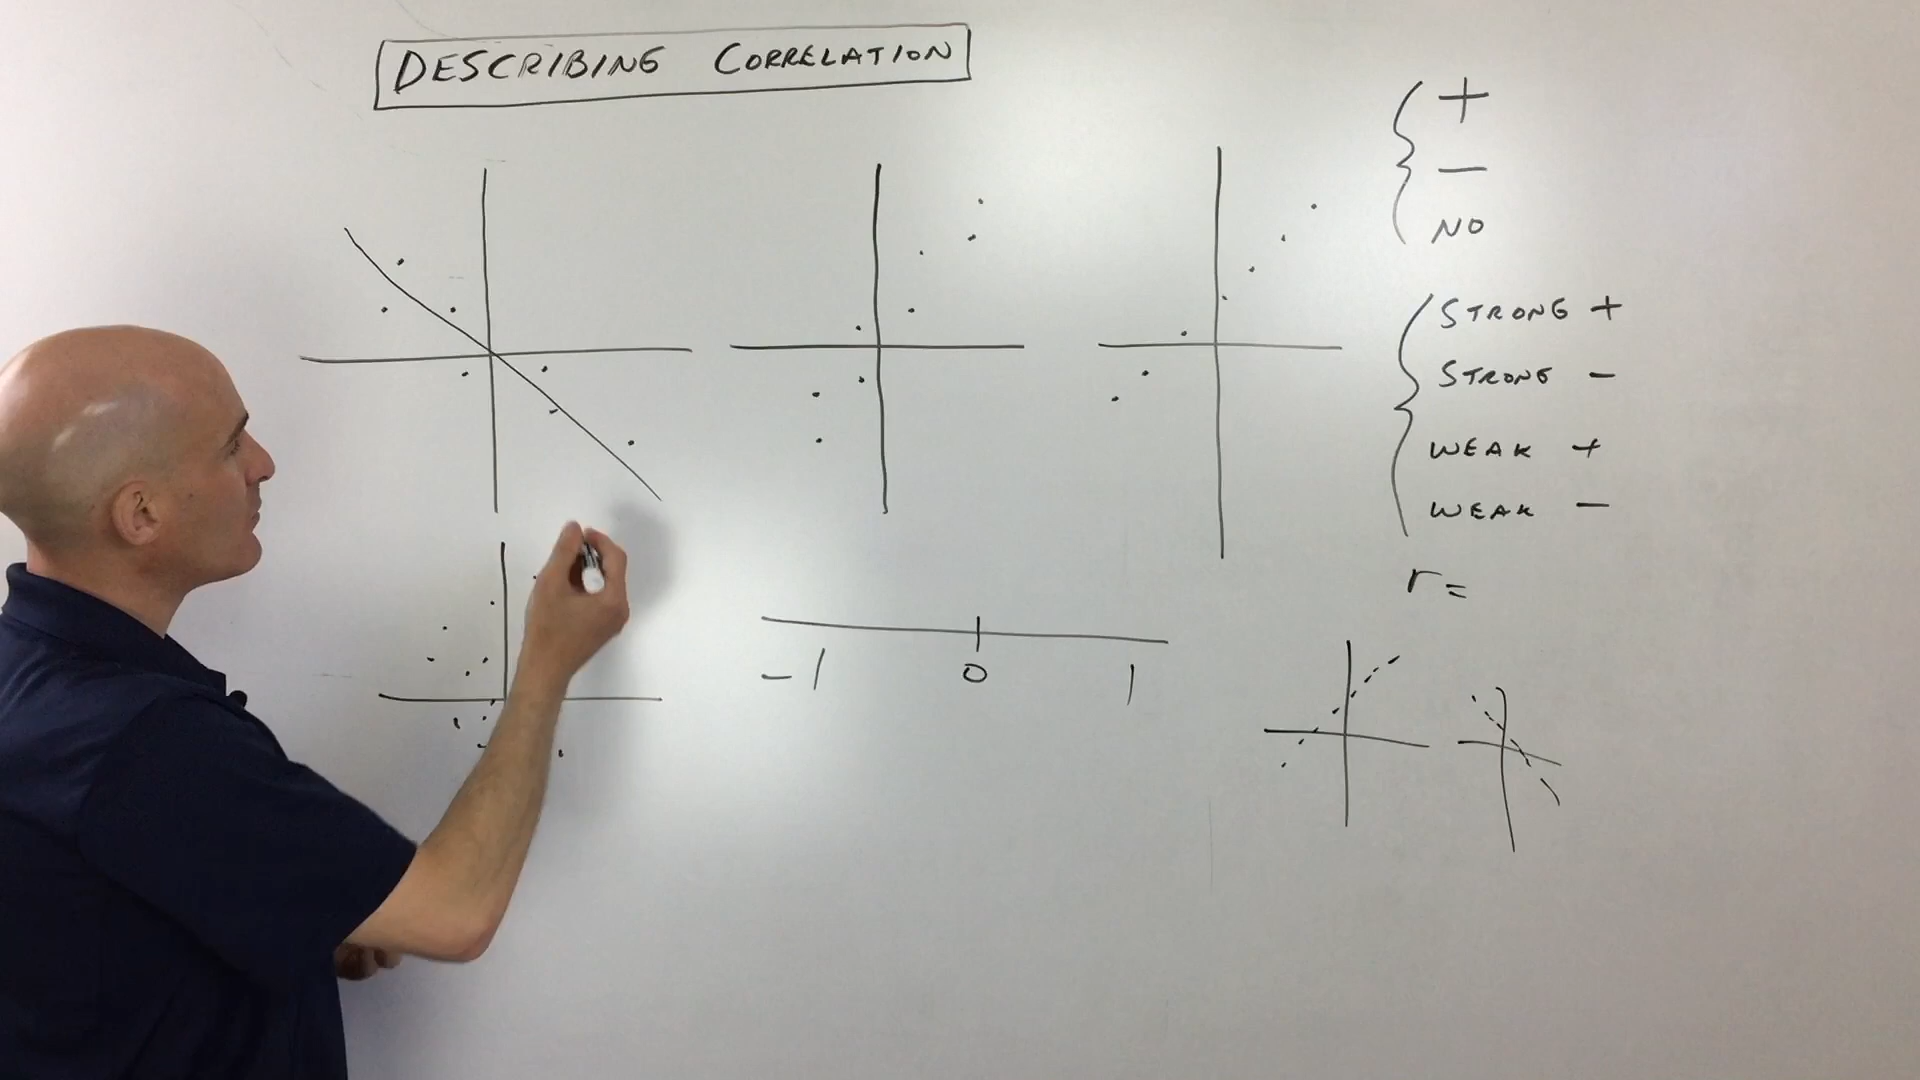 DESCRIBING CORRELATION
+
−
NO
STRONG +
STRONG −
WEAK +
WEAK −
r =
−1 0 1